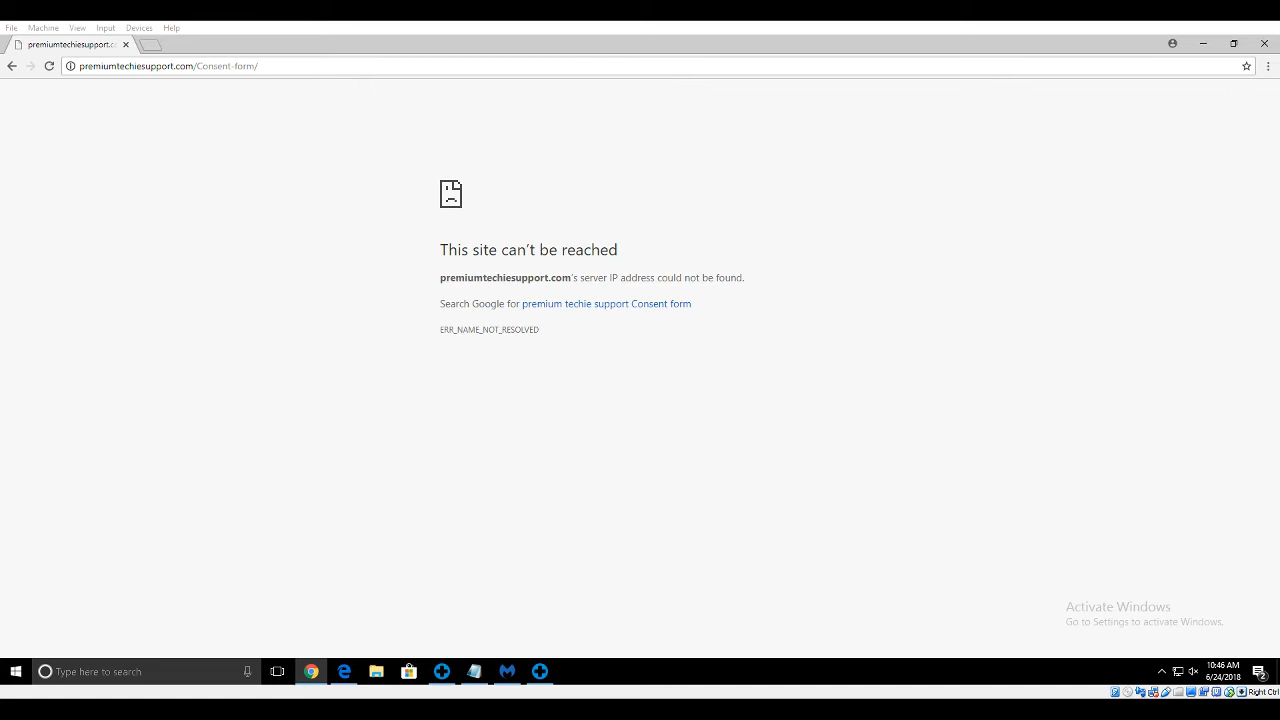 File Machine View Input Devices Help
premiumtechiesupport.c
premiumtechiesupport.com/Consent-form/
This site can't be reached
premiumtechiesupport.com's server IP address could not be found.
Search Google for premium techie support Consent form
ERR_NAME_NOT_RESOLVED
Activate Windows
Go to Settings to activate Windows.
Type here to search
10:46 AM
6/24/2018
2
Right Ctrl